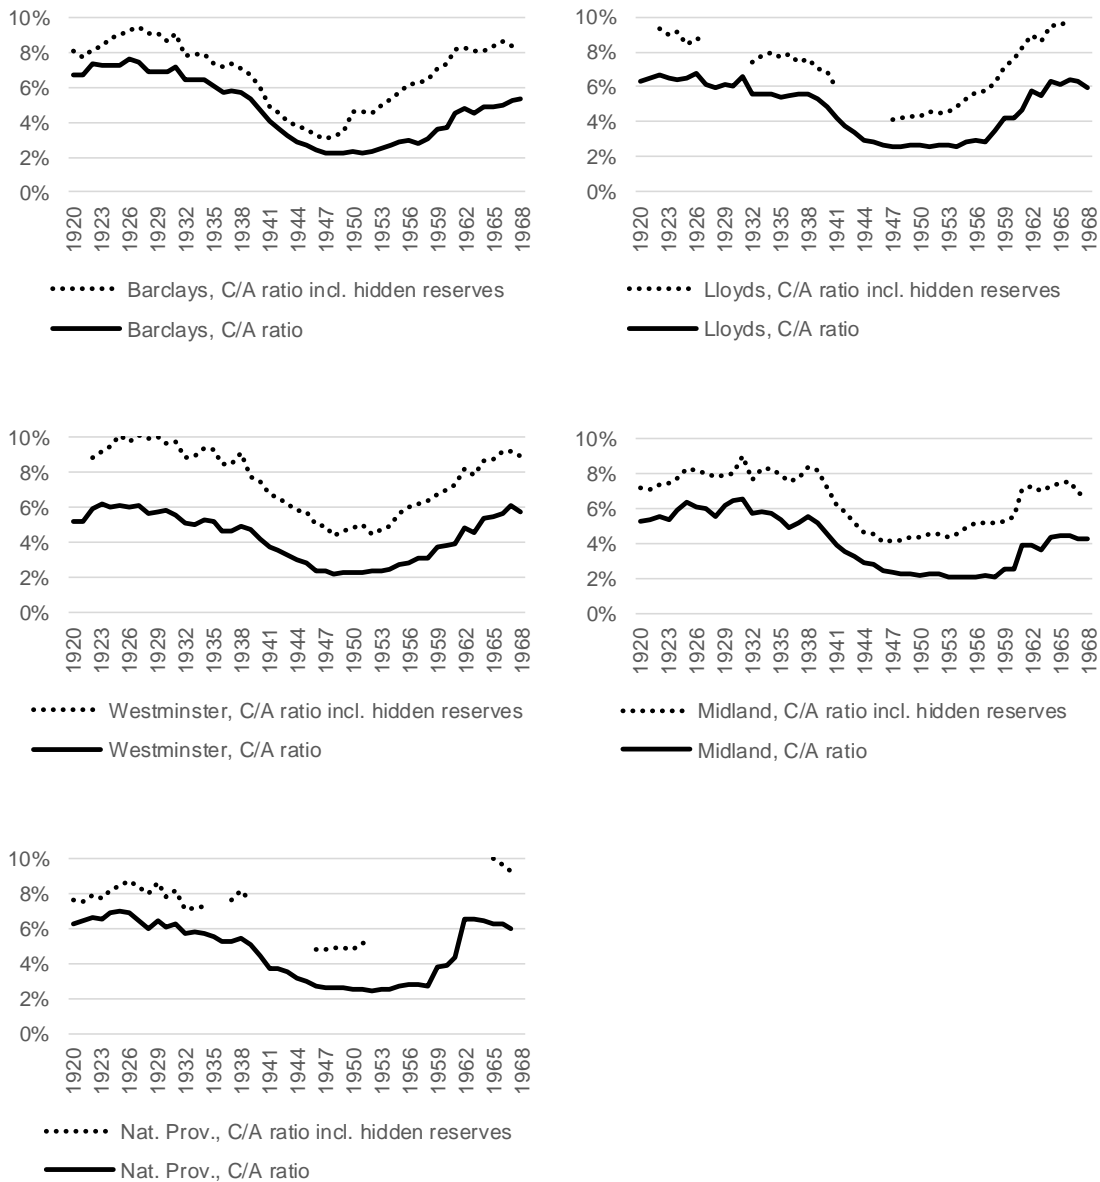 10%
8%
6%
4%
2%
0%
1920 1923 1926 1929 1932 1935 1938 1941 1944 1947 1950 1953 1956 1959 1962 1965 1968
Barclays, C/A ratio incl. hidden reserves
Barclays, C/A ratio
10%
8%
6%
4%
2%
0%
1920 1923 1926 1929 1932 1935 1938 1941 1944 1947 1950 1953 1956 1959 1962 1965 1968
Lloyds, C/A ratio incl. hidden reserves
Lloyds, C/A ratio
10%
8%
6%
4%
2%
0%
1920 1923 1926 1929 1932 1935 1938 1941 1944 1947 1950 1953 1956 1959 1962 1965 1968
Westminster, C/A ratio incl. hidden reserves
Westminster, C/A ratio
10%
8%
6%
4%
2%
0%
1920 1923 1926 1929 1932 1935 1938 1941 1944 1947 1950 1953 1956 1959 1962 1965 1968
Midland, C/A ratio incl. hidden reserves
Midland, C/A ratio
10%
8%
6%
4%
2%
0%
1920 1923 1926 1929 1932 1935 1938 1941 1944 1947 1950 1953 1956 1959 1962 1965 1968
Nat. Prov., C/A ratio incl. hidden reserves
Nat. Prov., C/A ratio